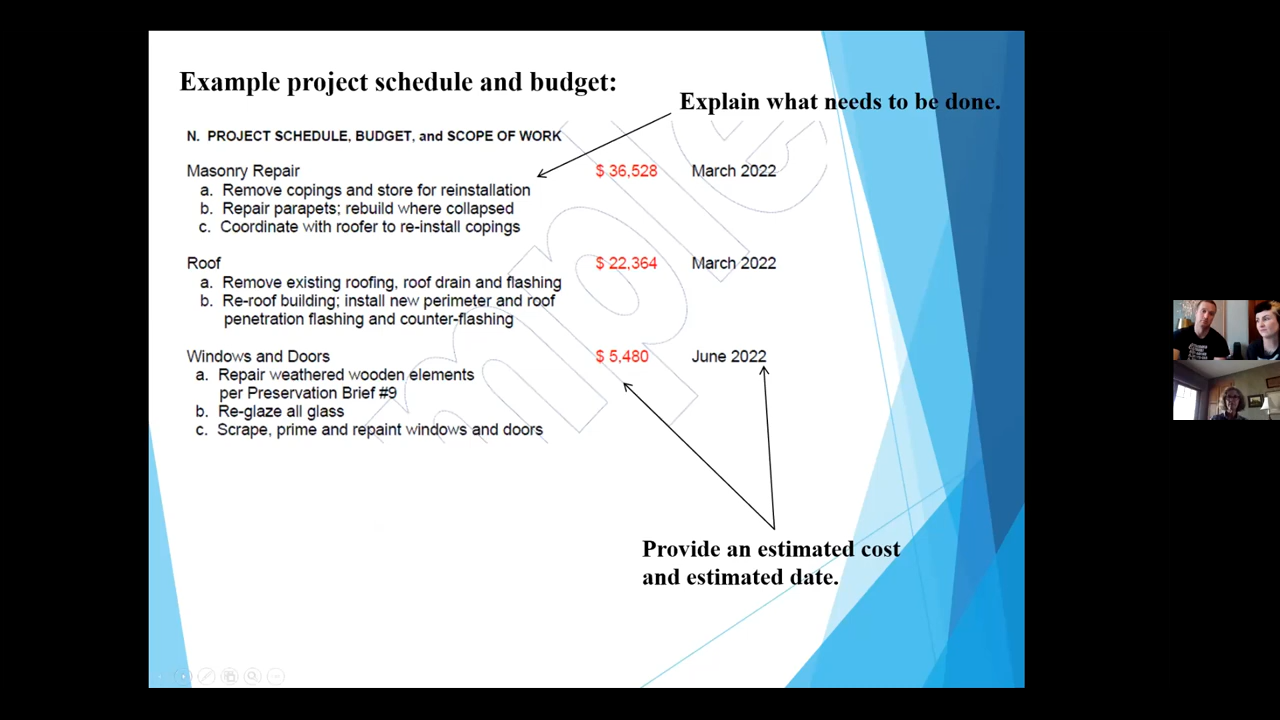 Example project schedule and budget:
Explain what needs to be done.
N. PROJECT SCHEDULE, BUDGET, and SCOPE OF WORK
Masonry Repair $ 36,528 March 2022
a. Remove copings and store for reinstallation
b. Repair parapets; rebuild where collapsed
c. Coordinate with roofer to re-install copings
Roof $ 22,364 March 2022
a. Remove existing roofing, roof drain and flashing
b. Re-roof building; install new perimeter and roof
penetration flashing and counter-flashing
Windows and Doors $ 5,480 June 2022
a. Repair weathered wooden elements
per Preservation Brief #9
b. Re-glaze all glass
c. Scrape, prime and repaint windows and doors
Provide an estimated cost
and estimated date.